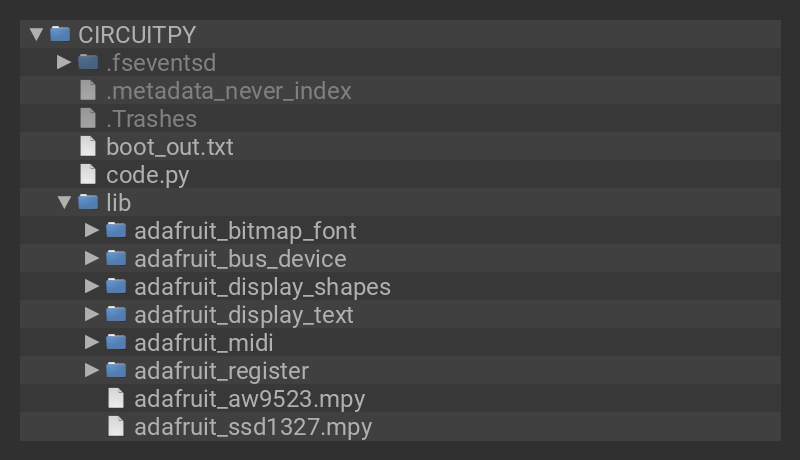 CIRCUITPY
.fseventsd
.metadata_never_index
.Trashes
boot_out.txt
code.py
lib
adafruit_bitmap_font
adafruit_bus_device
adafruit_display_shapes
adafruit_display_text
adafruit_midi
adafruit_register
adafruit_aw9523.mpy
adafruit_ssd1327.mpy